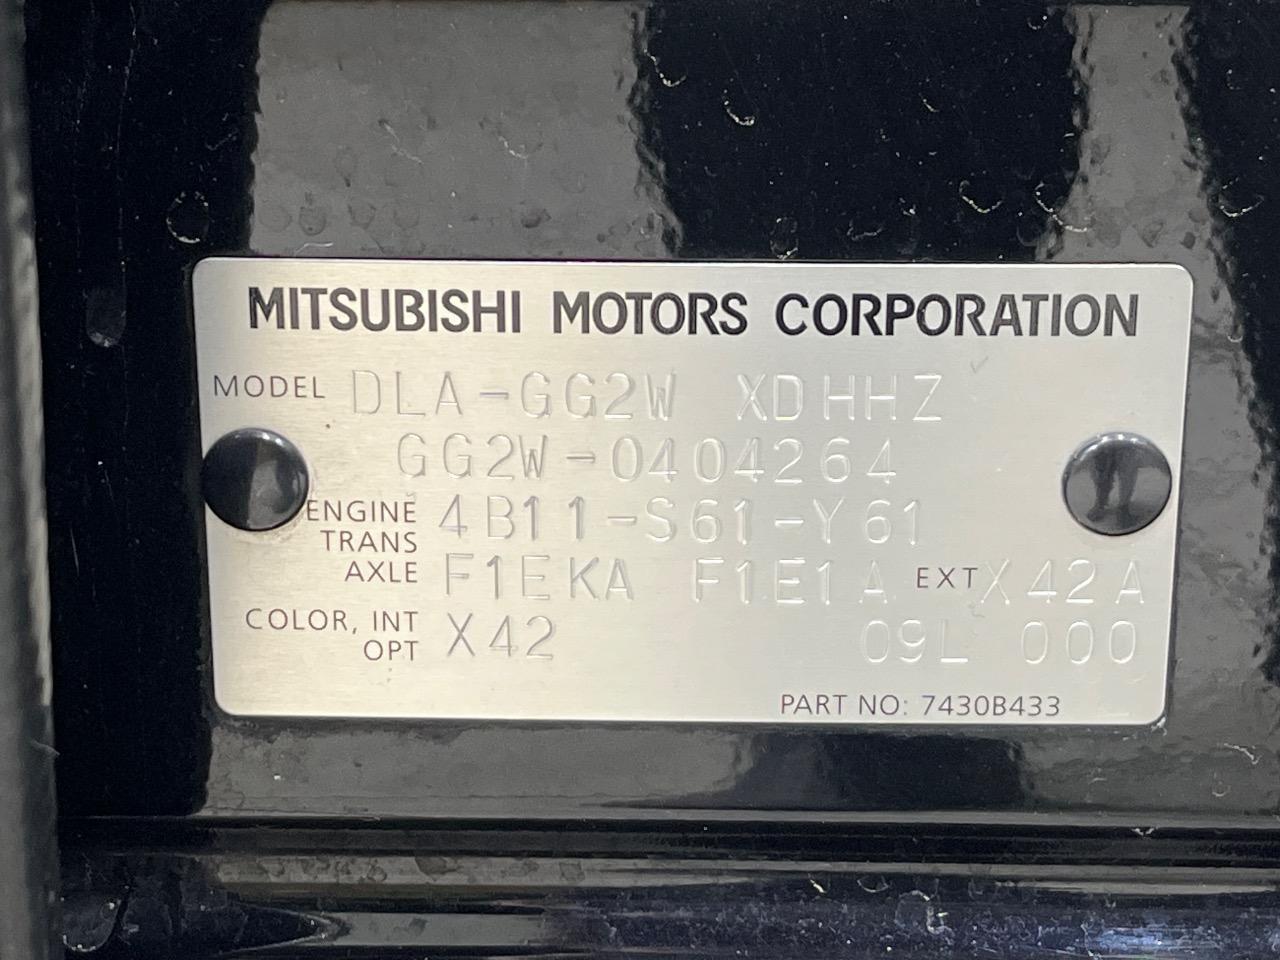 MITSUBISHI MOTORS CORPORATION
MODEL DLA-GG2W XDHHZ
GG2W-0404264
ENGINE 4B11-S61-Y61
TRANS
AXLE F1EKA F1E1A EXT X42A
COLOR, INT
OPT X42 09L 000
PART NO: 7430B433